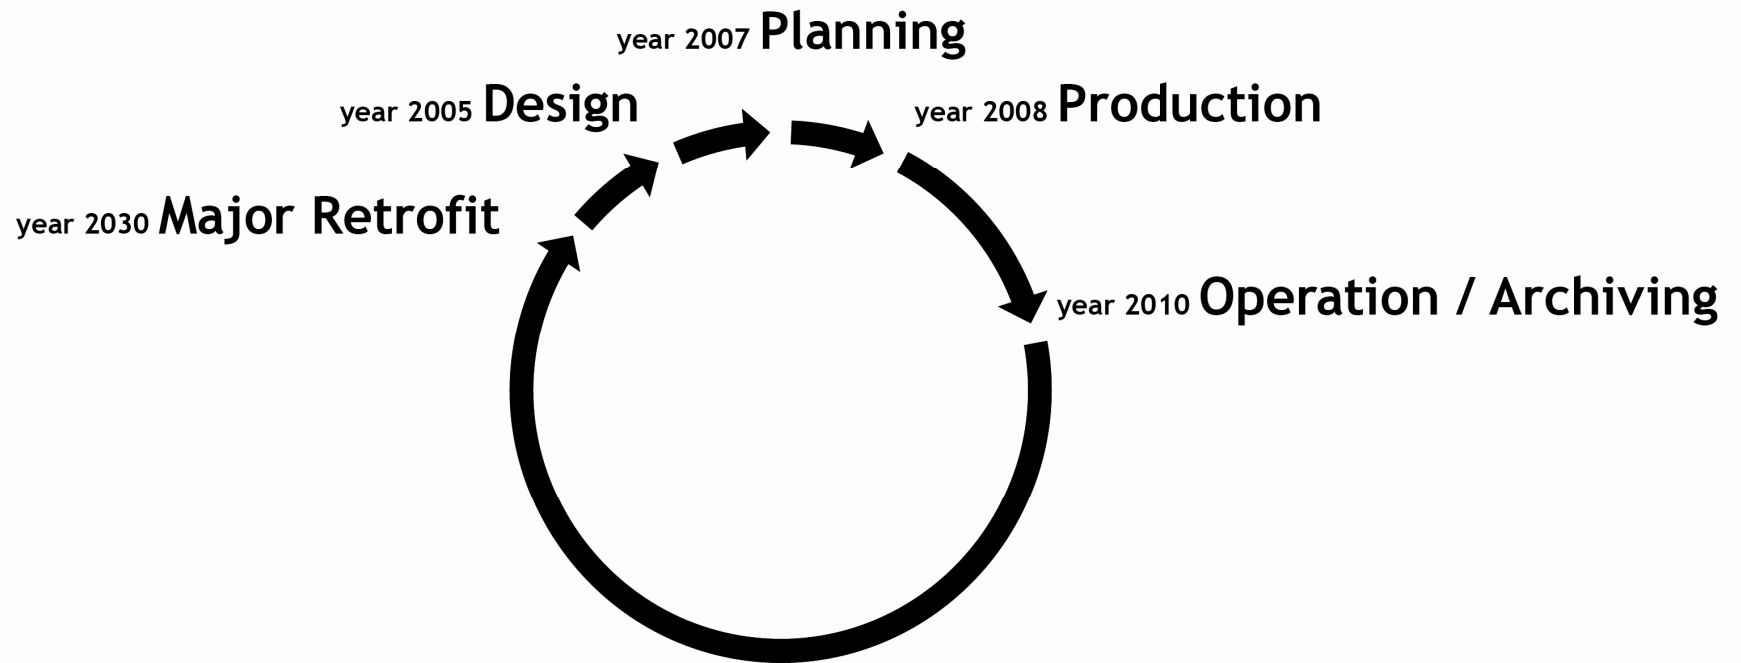 year 2007 Planning
year 2005 Design
year 2008 Production
year 2030 Major Retrofit
year 2010 Operation / Archiving